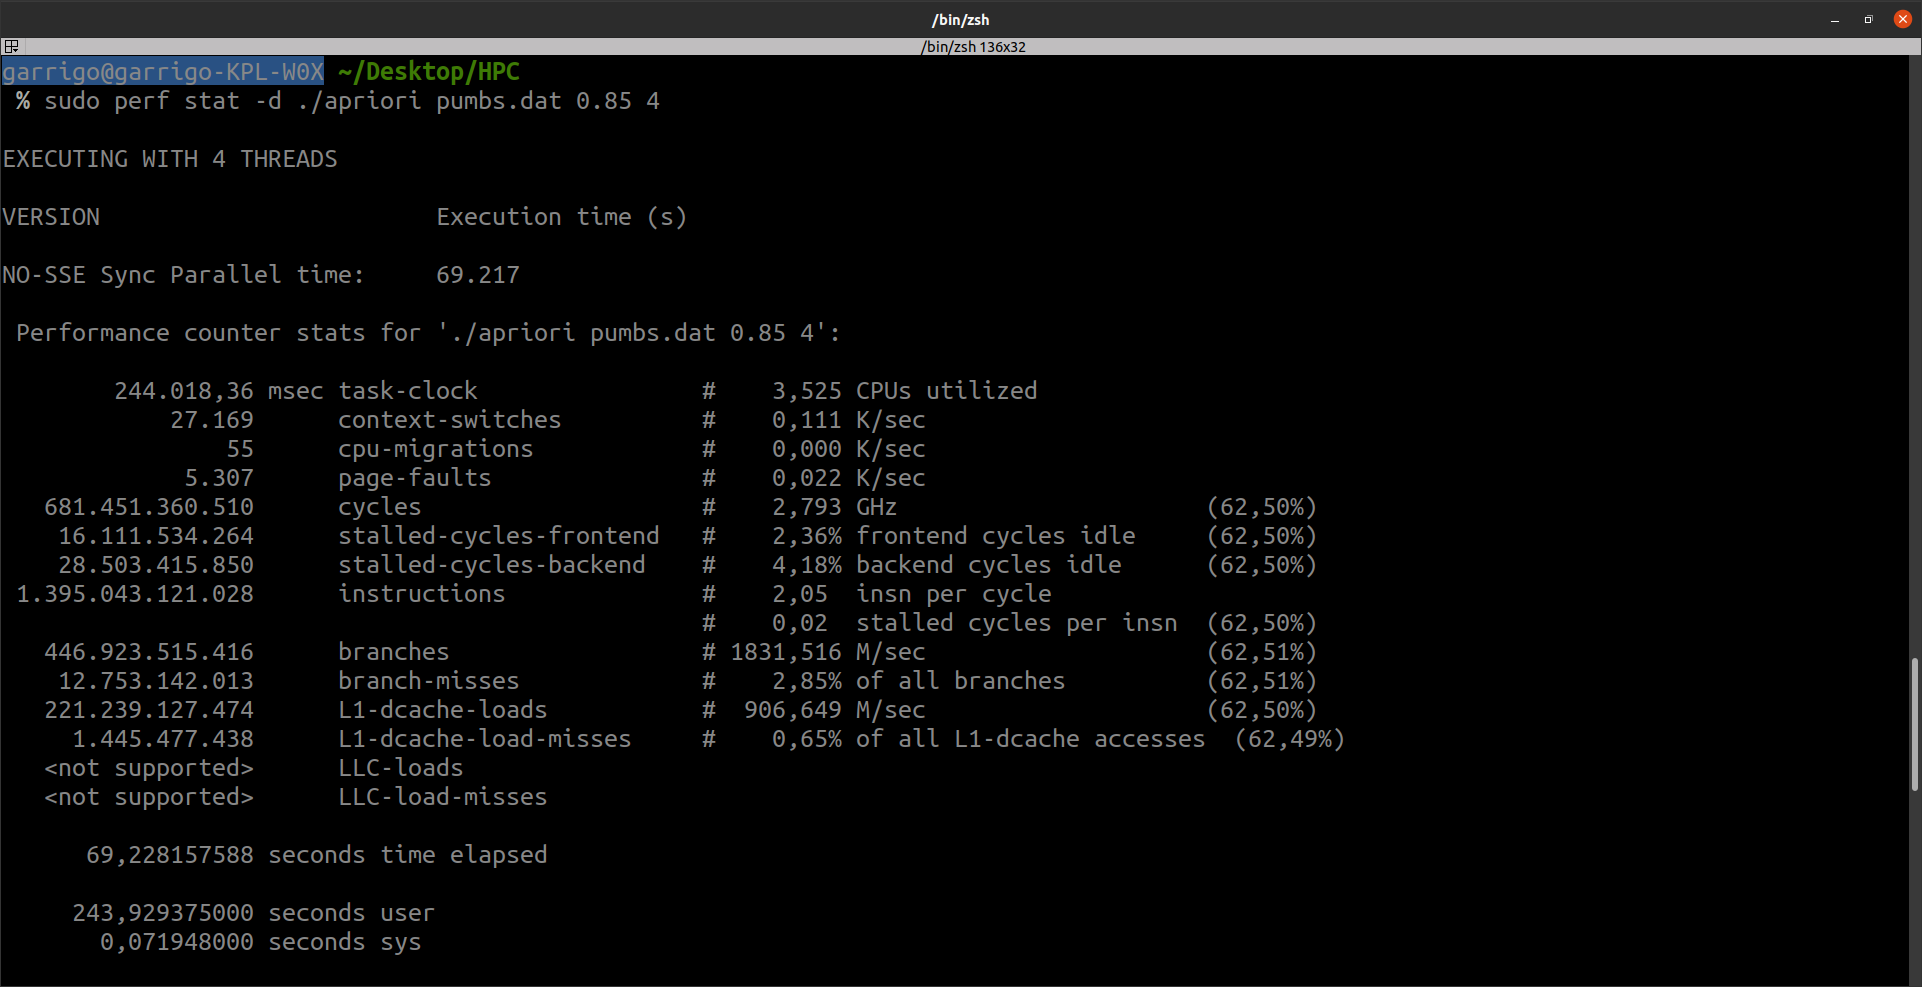 /bin/zsh
/bin/zsh 136x32
garrigo@garrigo-KPL-W0X ~/Desktop/HPC
% sudo perf stat -d ./apriori pumbs.dat 0.85 4
EXECUTING WITH 4 THREADS
VERSION Execution time (s)
NO-SSE Sync Parallel time: 69.217
Performance counter stats for './apriori pumbs.dat 0.85 4':
244.018,36 msec task-clock # 3,525 CPUs utilized
27.169 context-switches # 0,111 K/sec
55 cpu-migrations # 0,000 K/sec
5.307 page-faults # 0,022 K/sec
681.451.360.510 cycles # 2,793 GHz (62,50%)
16.111.534.264 stalled-cycles-frontend # 2,36% frontend cycles idle (62,50%)
28.503.415.850 stalled-cycles-backend # 4,18% backend cycles idle (62,50%)
1.395.043.121.028 instructions # 2,05 insn per cycle
# 0,02 stalled cycles per insn (62,50%)
446.923.515.416 branches # 1831,516 M/sec (62,51%)
12.753.142.013 branch-misses # 2,85% of all branches (62,51%)
221.239.127.474 L1-dcache-loads # 906,649 M/sec (62,50%)
1.445.477.438 L1-dcache-load-misses # 0,65% of all L1-dcache accesses (62,49%)
<not supported> LLC-loads
<not supported> LLC-load-misses
69,228157588 seconds time elapsed
243,929375000 seconds user
0,071948000 seconds sys